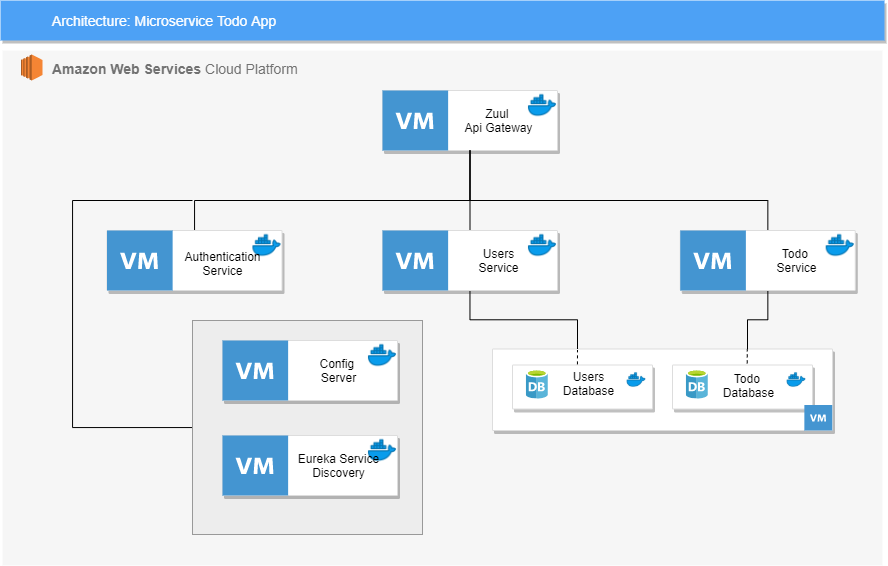 Architecture: Microservice Todo App
Amazon Web Services Cloud Platform
VM
Zuul
Api Gateway
VM
Authentication
Service
VM
Users
Service
VM
Todo
Service
VM
Config
Server
VM
Eureka Service
Discovery
DB
Users
Database
DB
Todo
Database
VM